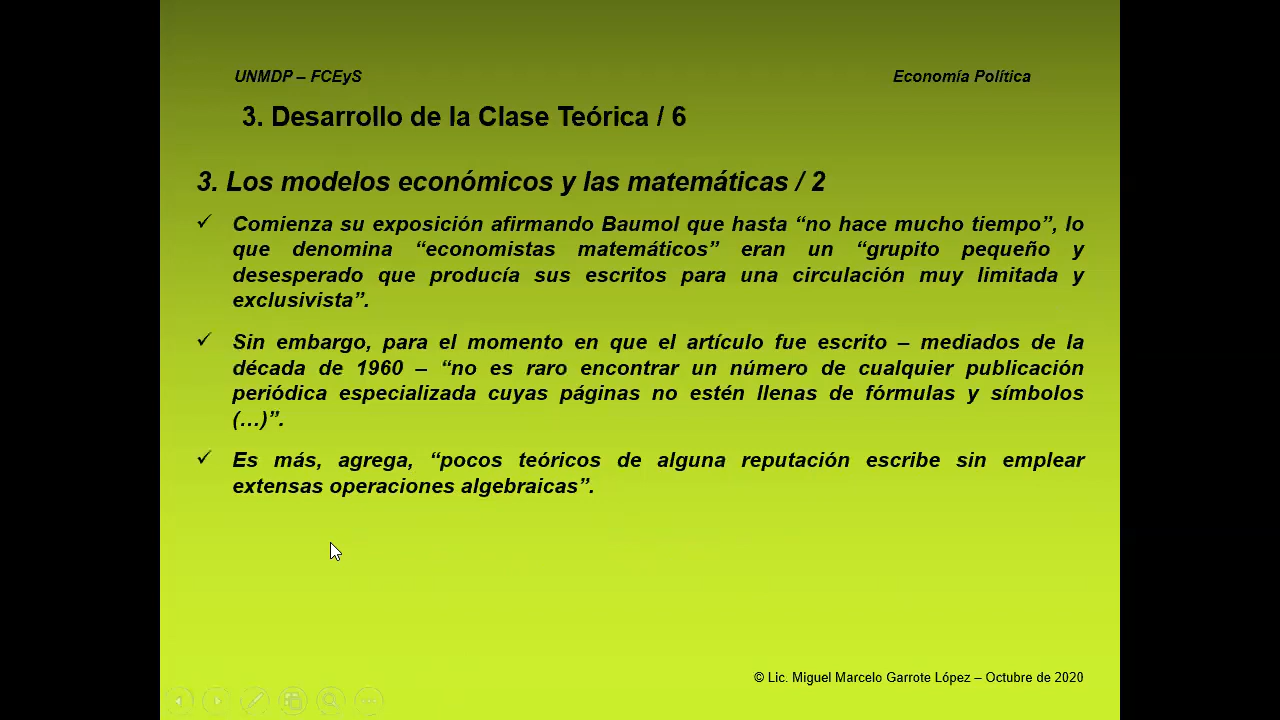 UNMDP – FCEyS
Economía Política
3. Desarrollo de la Clase Teórica / 6
3. Los modelos económicos y las matemáticas / 2
✓ Comienza su exposición afirmando Baumol que hasta “no hace mucho tiempo”, lo
que denomina “economistas matemáticos” eran un “grupito pequeño y
desesperado que producía sus escritos para una circulación muy limitada y
exclusivista”.
✓ Sin embargo, para el momento en que el artículo fue escrito – mediados de la
década de 1960 – “no es raro encontrar un número de cualquier publicación
periódica especializada cuyas páginas no estén llenas de fórmulas y símbolos
(…)”.
✓ Es más, agrega, “pocos teóricos de alguna reputación escribe sin emplear
extensas operaciones algebraicas”.
© Lic. Miguel Marcelo Garrote López – Octubre de 2020